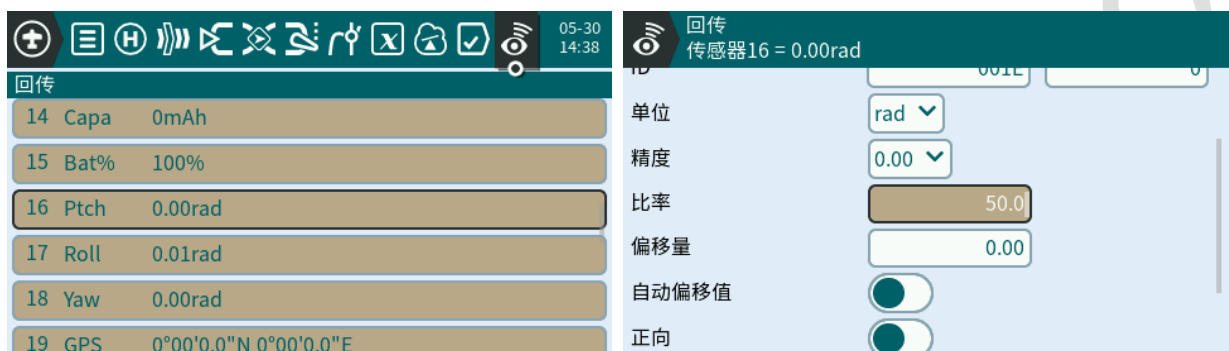 05-30
14:38
回传
14 Capa 0mAh
15 Bat% 100%
16 Ptch 0.00rad
17 Roll 0.01rad
18 Yaw 0.00rad
19 GPS 0°00'0.0"N 0°00'0.0"E
回传
传感器16 = 0.00rad
ID 001E 0
单位 rad
精度 0.00
比率 50.0
偏移量 0.00
自动偏移值
正向